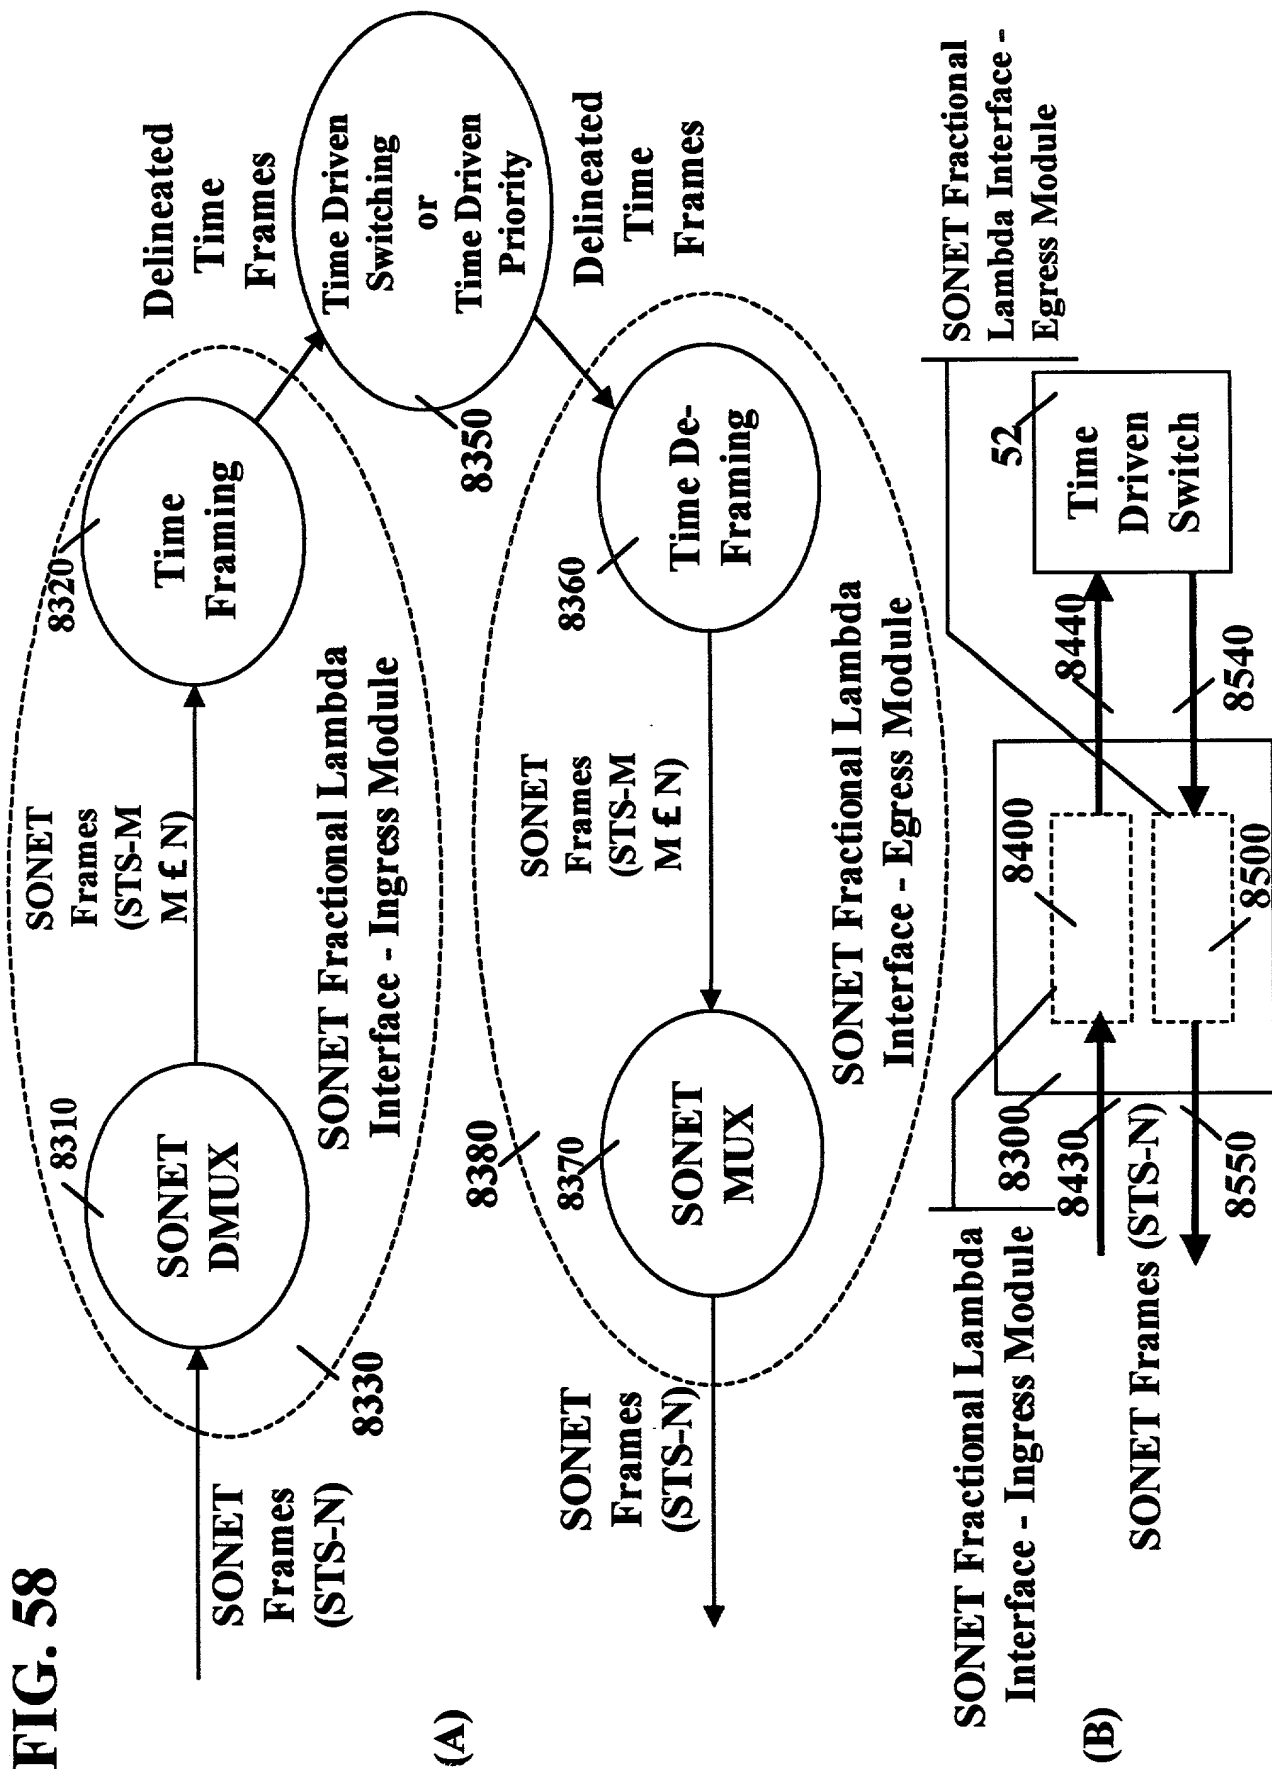 FIG. 58
(A)
SONET
Frames
(STS-N)
8330
8310
SONET
DMUX
SONET
Frames
(STS-M
M £ N)
8320
Time
Framing
SONET Fractional Lambda
Interface - Ingress Module
Delineated
Time
Frames
Time Driven
Switching
or
Time Driven
Priority
8350
Delineated
Time
Frames
8360
Time De-
Framing
SONET
Frames
(STS-M
M £ N)
8380
8370
SONET
MUX
SONET Fractional Lambda
Interface - Egress Module
SONET
Frames
(STS-N)
(B)
SONET Fractional Lambda
Interface - Ingress Module
8300
8430
SONET Frames (STS-N)
8550
8400
8500
8440
8540
52
Time
Driven
Switch
SONET Fractional
Lambda Interface -
Egress Module